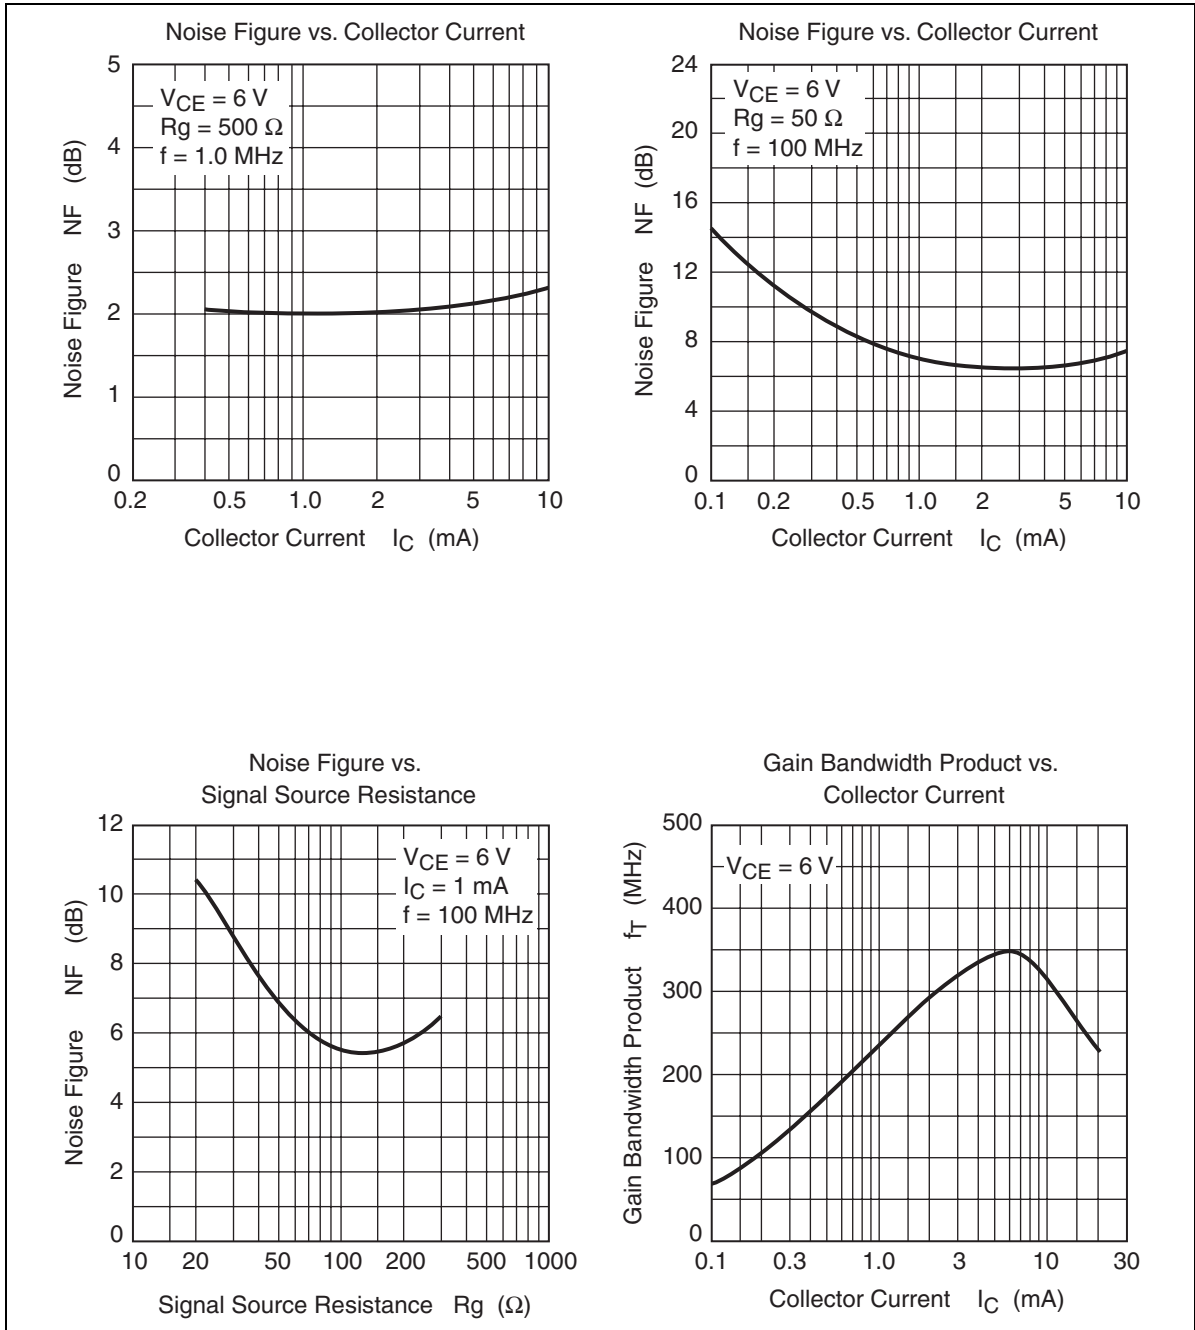 Noise Figure vs. Collector Current
5
4
3
2
1
0
Noise Figure NF (dB)
V_CE = 6 V
Rg = 500 Ω
f = 1.0 MHz
0.2 0.5 1.0 2 5 10
Collector Current I_C (mA)
Noise Figure vs. Collector Current
24
20
16
12
8
4
0
Noise Figure NF (dB)
V_CE = 6 V
Rg = 50 Ω
f = 100 MHz
0.1 0.2 0.5 1.0 2 5 10
Collector Current I_C (mA)
Noise Figure vs.
Signal Source Resistance
12
10
8
6
4
2
0
Noise Figure NF (dB)
V_CE = 6 V
I_C = 1 mA
f = 100 MHz
10 20 50 100 200 500 1000
Signal Source Resistance Rg (Ω)
Gain Bandwidth Product vs.
Collector Current
500
400
300
200
100
0
Gain Bandwidth Product f_T (MHz)
V_CE = 6 V
0.1 0.3 1.0 3 10 30
Collector Current I_C (mA)